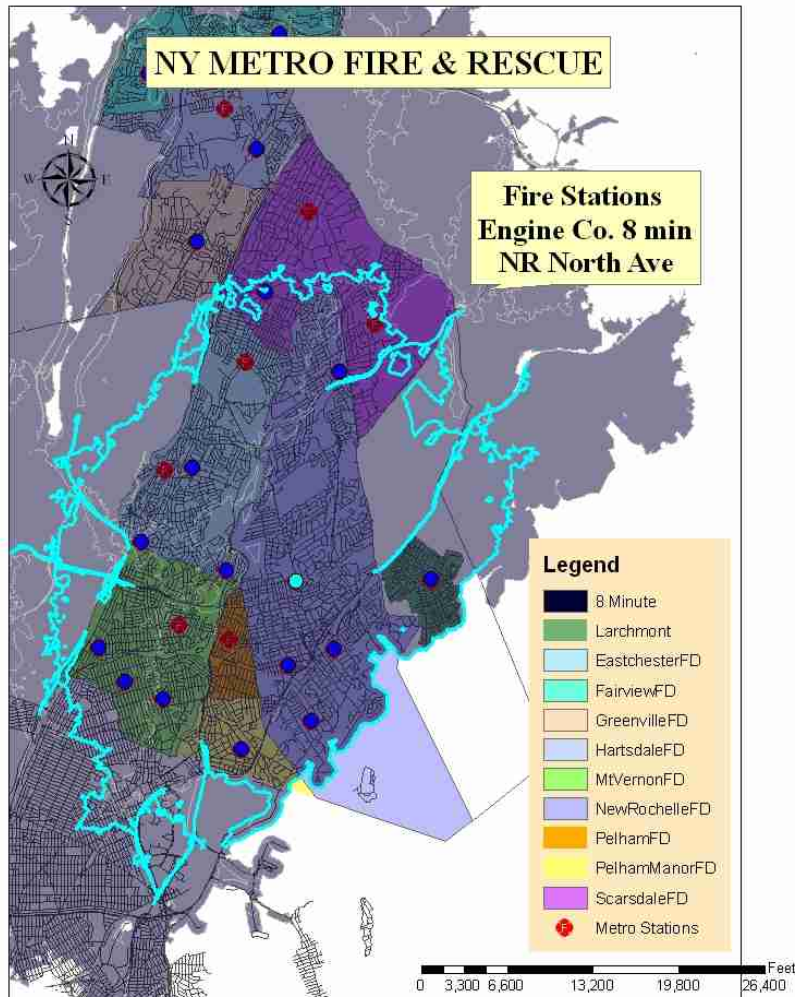 NY METRO FIRE & RESCUE
N
W E
S
Fire Stations
Engine Co. 8 min
NR North Ave
Legend
8 Minute
Larchmont
EastchesterFD
FairviewFD
GreenvilleFD
HartsdaleFD
MtVernonFD
NewRochelleFD
PelhamFD
PelhamManorFD
ScarsdaleFD
F Metro Stations
Feet
0 3,300 6,600 13,200 19,800 26,400